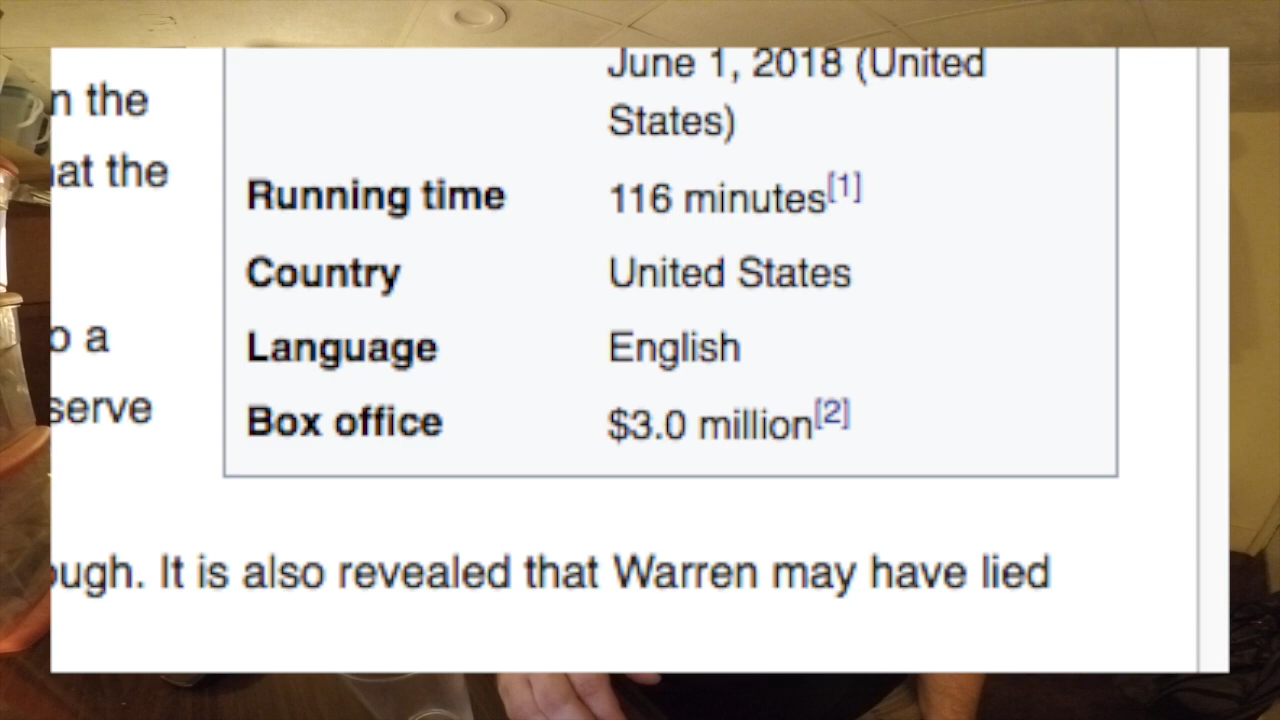 n the
at the
o a
serve
June 1, 2018 (United
States)
Running time 116 minutes[1]
Country United States
Language English
Box office $3.0 million[2]
ugh. It is also revealed that Warren may have lied